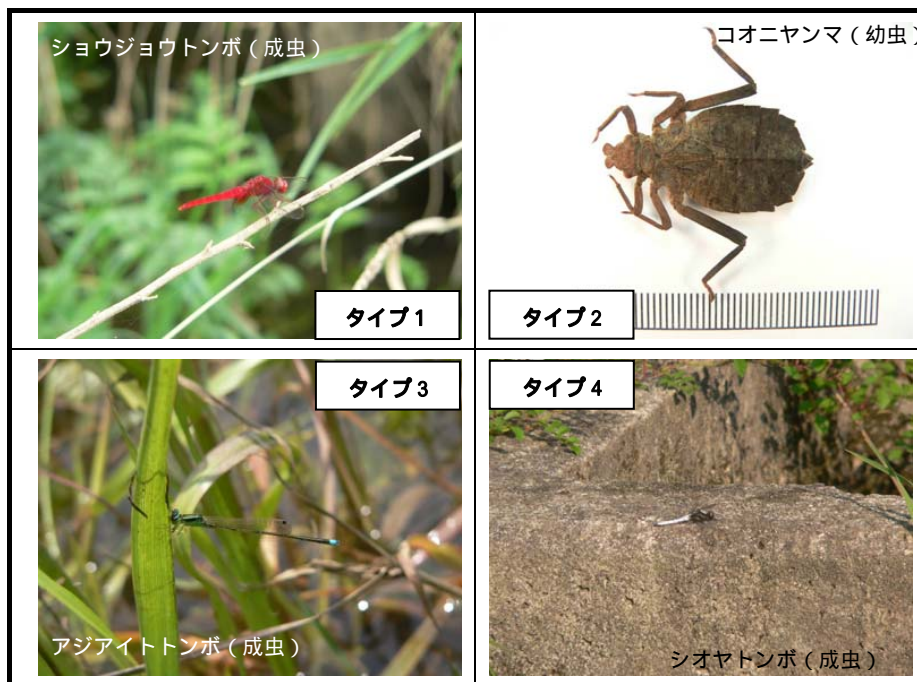 ショウジョウトンボ（成虫）
コオニヤンマ（幼虫）
タイプ1
タイプ2
タイプ3
タイプ4
アジアイトトンボ（成虫）
シオヤトンボ（成虫）